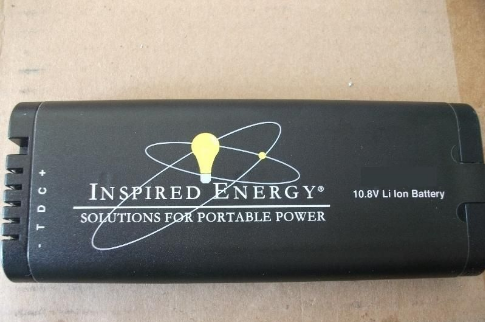 INSPIRED ENERGY®
SOLUTIONS FOR PORTABLE POWER
10.8V Li Ion Battery
- T D C +